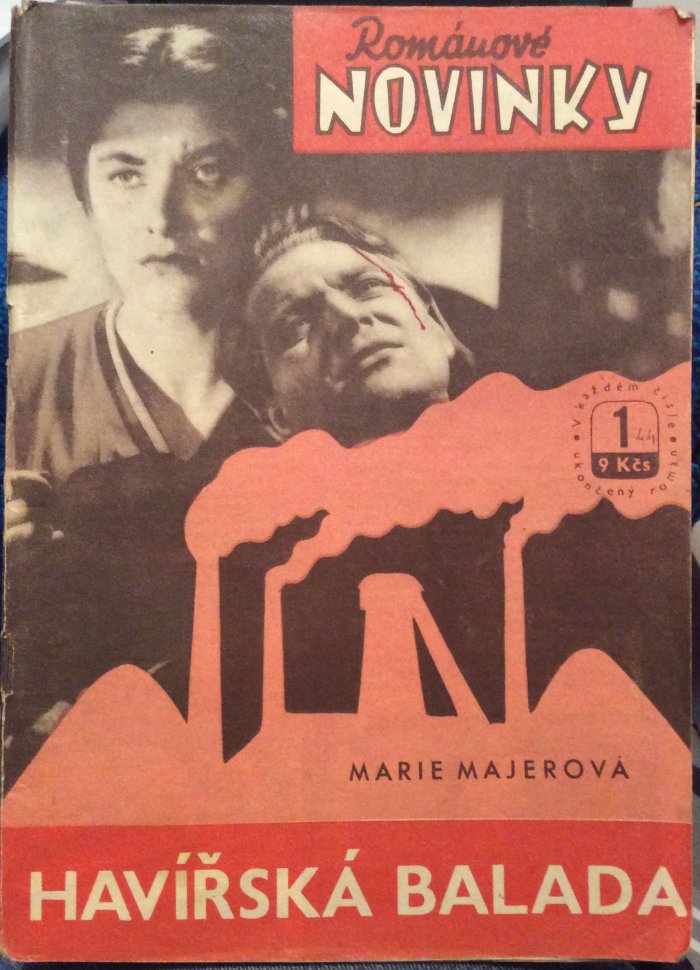 Románové
NOVINKY
• V každém čísle •
1 44
9 Kčs
ukončený román •
MARIE MAJEROVÁ
HAVÍŘSKÁ BALADA